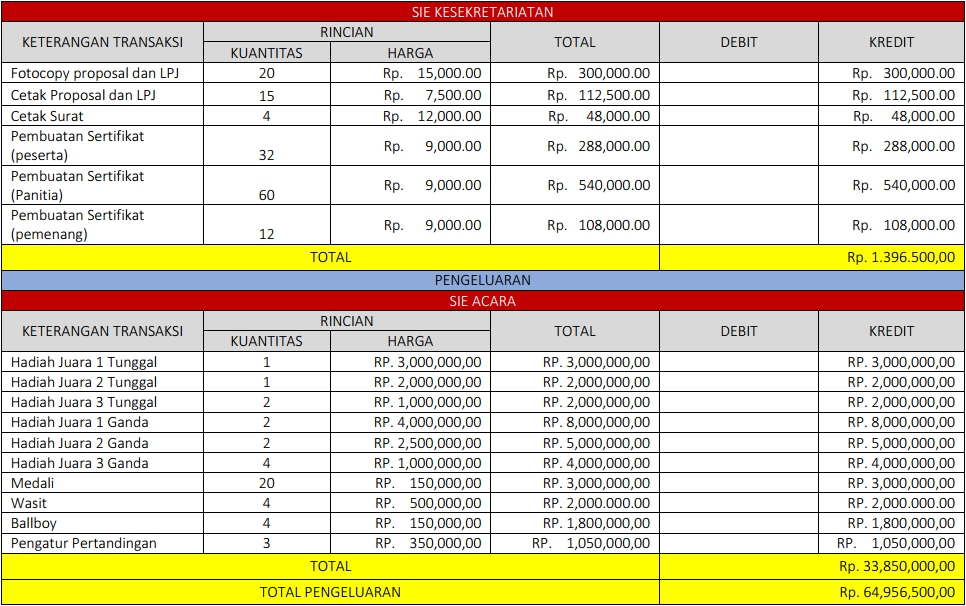 SIE KESEKRETARIATAN
KETERANGAN TRANSAKSI RINCIAN TOTAL DEBIT KREDIT
KUANTITAS HARGA
Fotocopy proposal dan LPJ 20 Rp. 15,000.00 Rp. 300,000.00 Rp. 300,000.00
Cetak Proposal dan LPJ 15 Rp. 7,500.00 Rp. 112,500.00 Rp. 112,500.00
Cetak Surat 4 Rp. 12,000.00 Rp. 48,000.00 Rp. 48,000.00
Pembuatan Sertifikat
(peserta) 32 Rp. 9,000.00 Rp. 288,000.00 Rp. 288,000.00
Pembuatan Sertifikat
(Panitia) 60 Rp. 9,000.00 Rp. 540,000.00 Rp. 540,000.00
Pembuatan Sertifikat
(pemenang) 12 Rp. 9,000.00 Rp. 108,000.00 Rp. 108,000.00
TOTAL Rp. 1.396.500,00
PENGELUARAN
SIE ACARA
KETERANGAN TRANSAKSI RINCIAN TOTAL DEBIT KREDIT
KUANTITAS HARGA
Hadiah Juara 1 Tunggal 1 RP. 3,000,000,00 RP. 3,000,000,00 RP. 3,000,000,00
Hadiah Juara 2 Tunggal 1 RP. 2,000,000,00 RP. 2,000,000,00 RP. 2,000,000,00
Hadiah Juara 3 Tunggal 2 RP. 1,000,000,00 RP. 2,000,000,00 RP. 2,000,000,00
Hadiah Juara 1 Ganda 2 RP. 4,000,000,00 RP. 8,000,000,00 RP. 8,000,000,00
Hadiah Juara 2 Ganda 2 RP. 2,500,000,00 RP. 5,000,000,00 RP. 5,000,000,00
Hadiah Juara 3 Ganda 4 RP. 1,000,000,00 RP. 4,000,000,00 RP. 4,000,000,00
Medali 20 RP. 150,000,00 RP. 3,000,000,00 RP. 3,000,000,00
Wasit 4 RP. 500,000,00 RP. 2,000.000.00 RP. 2,000.000.00
Ballboy 4 RP. 150,000,00 RP. 1,800,000,00 RP. 1,800,000,00
Pengatur Pertandingan 3 RP. 350,000,00 RP. 1,050,000,00 RP. 1,050,000,00
TOTAL Rp. 33,850,000,00
TOTAL PENGELUARAN Rp. 64,956,500,00